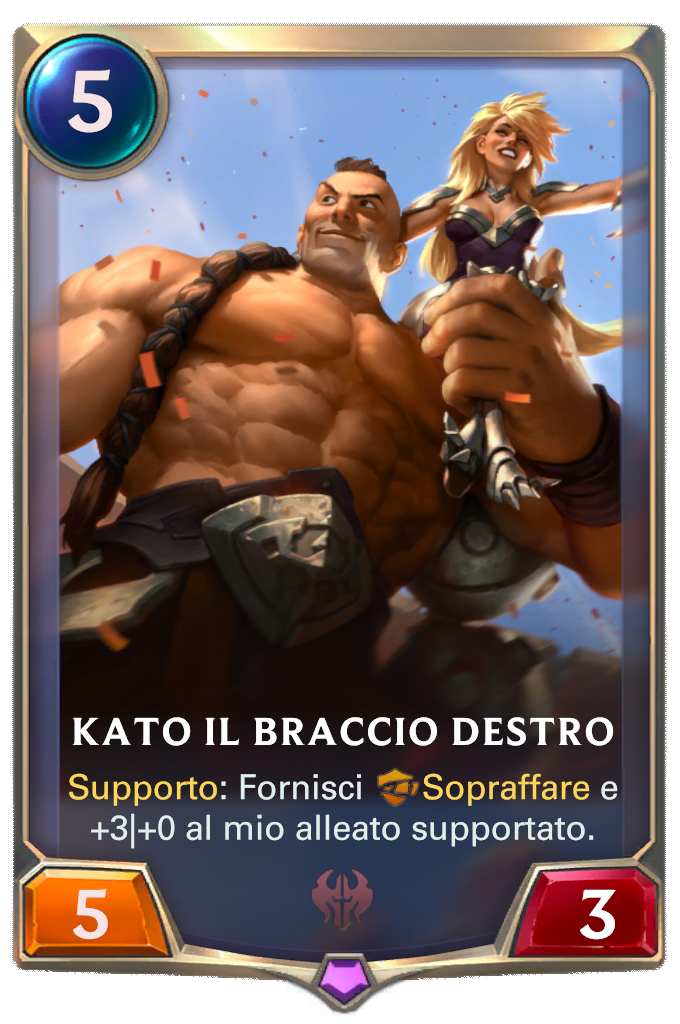 5
KATO IL BRACCIO DESTRO
Supporto: Fornisci Sopraffare e
+3|+0 al mio alleato supportato.
5
3